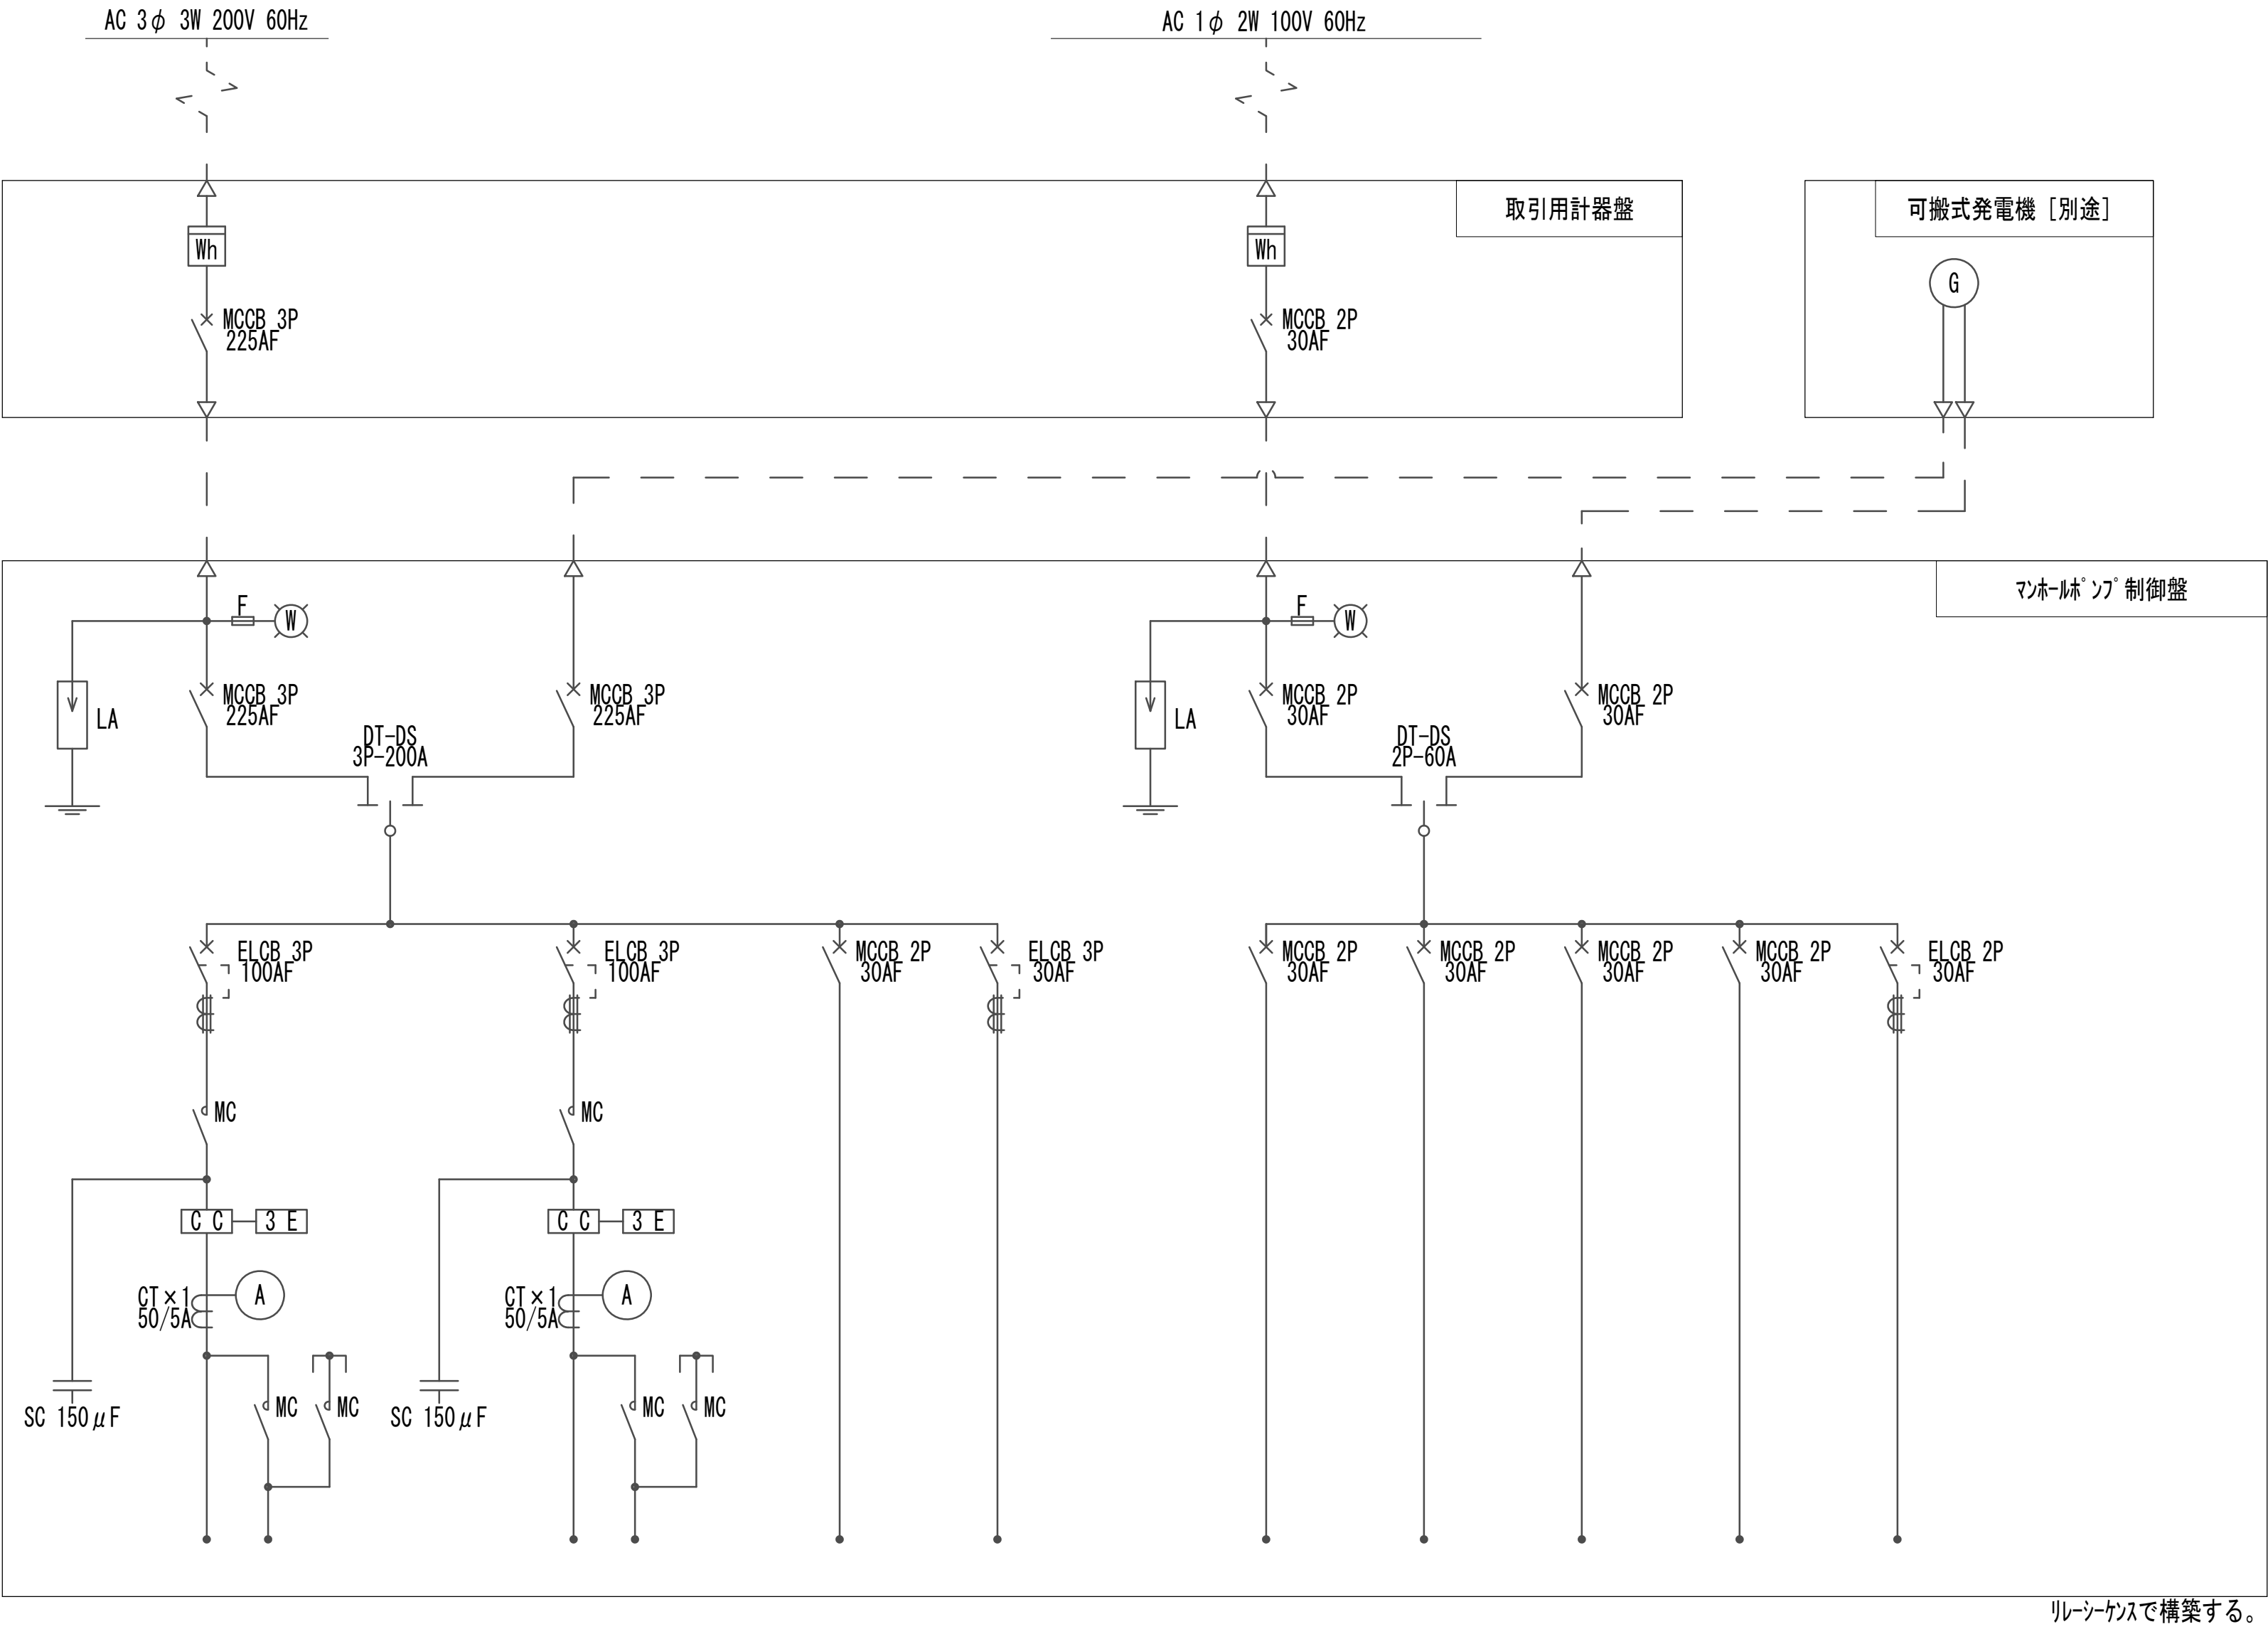 AC 3φ 3W 200V 60Hz
AC 1φ 2W 100V 60Hz
取引用計器盤
可搬式発電機［別途］
Wh
Wh
G
MCCB 3P
225AF
MCCB 2P
30AF
ﾏﾝﾎｰﾙﾎﾟﾝﾌﾟ制御盤
F
W
F
W
LA
MCCB 3P
225AF
MCCB 3P
225AF
DT-DS
3P-200A
LA
MCCB 2P
30AF
MCCB 2P
30AF
DT-DS
2P-60A
ELCB 3P
100AF
ELCB 3P
100AF
MCCB 2P
30AF
ELCB 3P
30AF
MCCB 2P
30AF
MCCB 2P
30AF
MCCB 2P
30AF
MCCB 2P
30AF
ELCB 2P
30AF
MC
MC
C C
3 E
C C
3 E
CT×1
50/5A
A
CT×1
50/5A
A
SC 150μF
MC
MC
SC 150μF
MC
MC
ﾘﾚｰｼｰｹﾝｽで構築する。